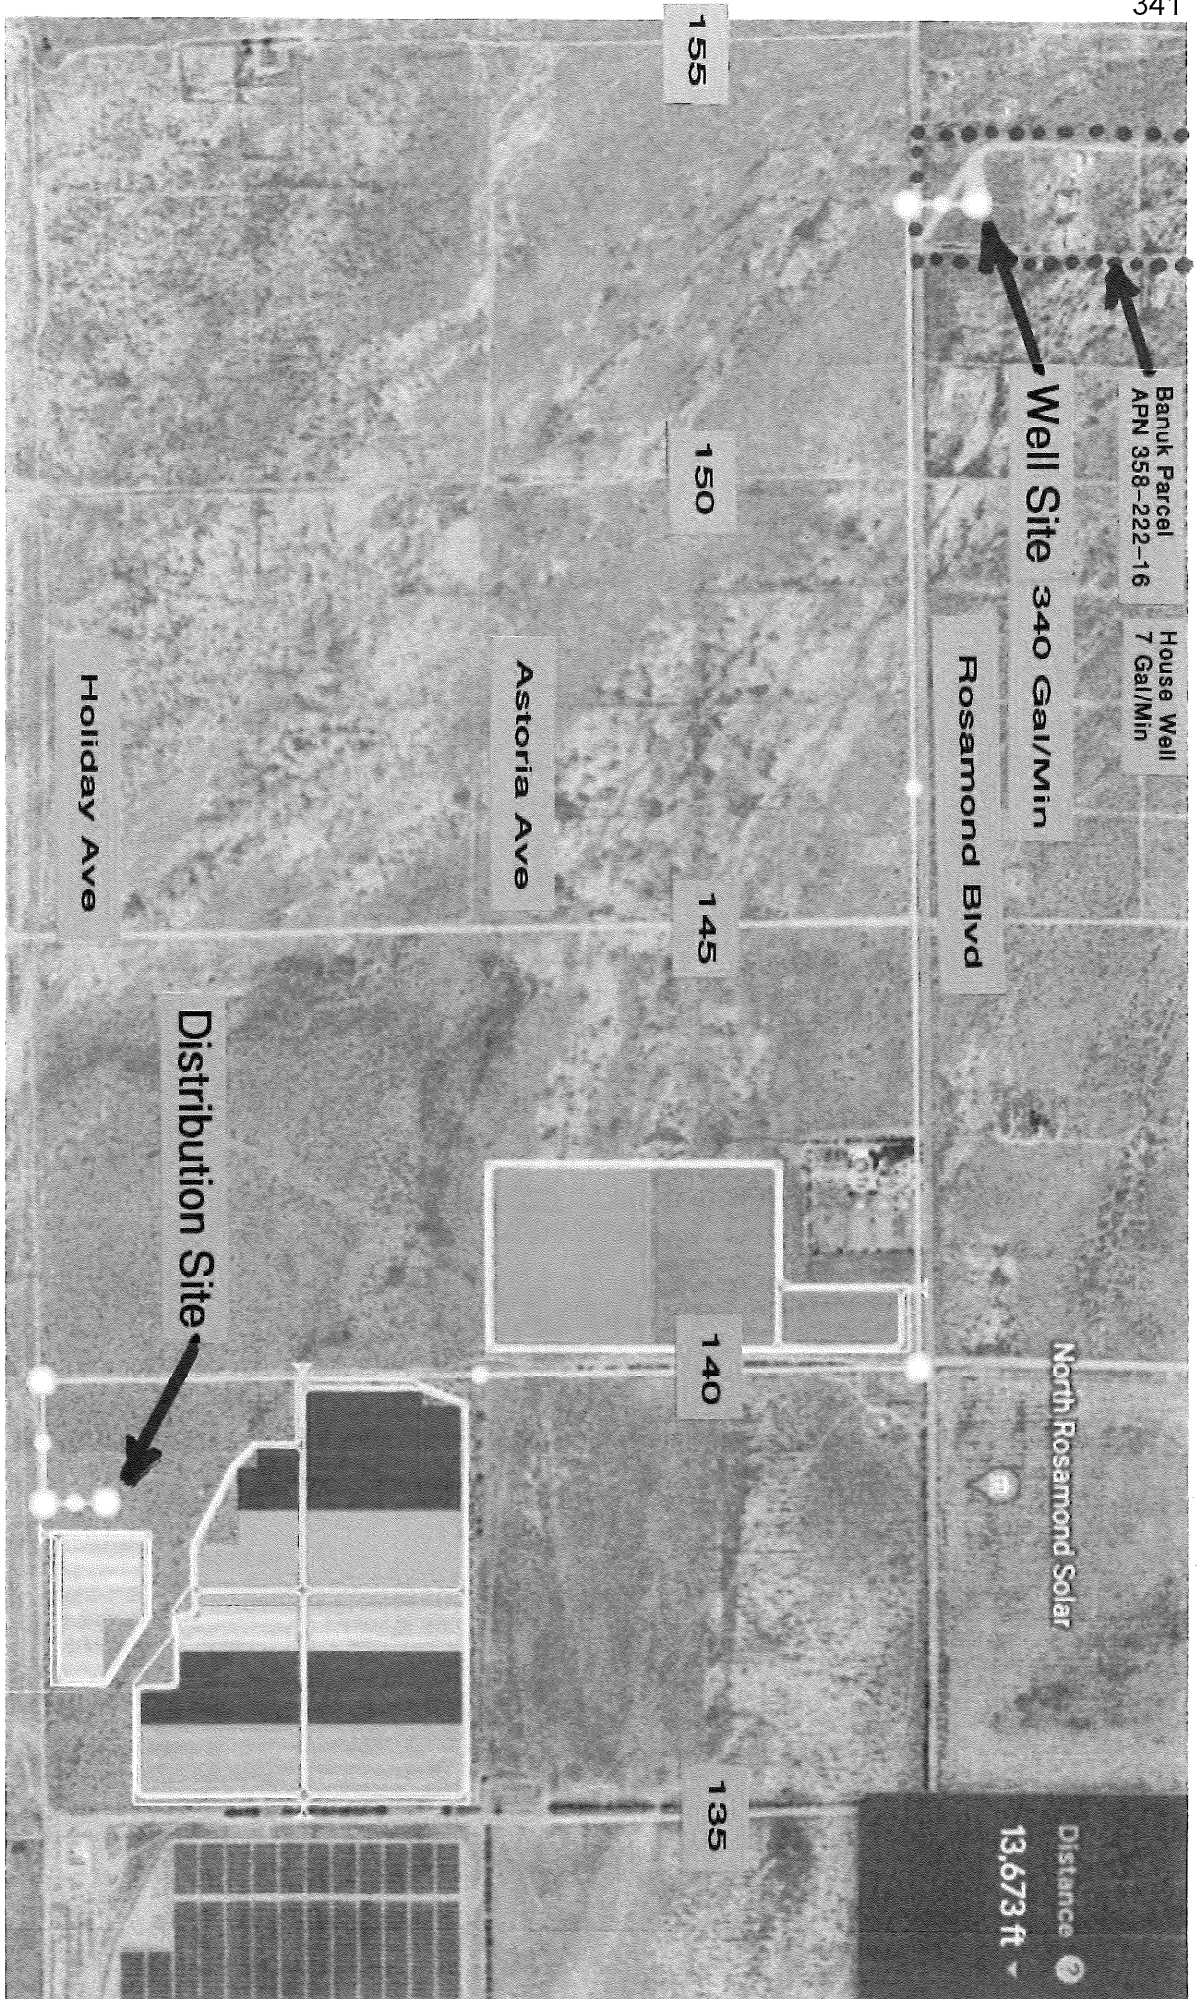 341
Banuk Parcel
APN 358-222-16
House Well
7 Gal/Min
Well Site 340 Gal/Min
Rosamond Blvd
155
150
145
140
135
Astoria Ave
Holiday Ave
Distribution Site
North Rosamond Solar
Distance ?
13,673 ft